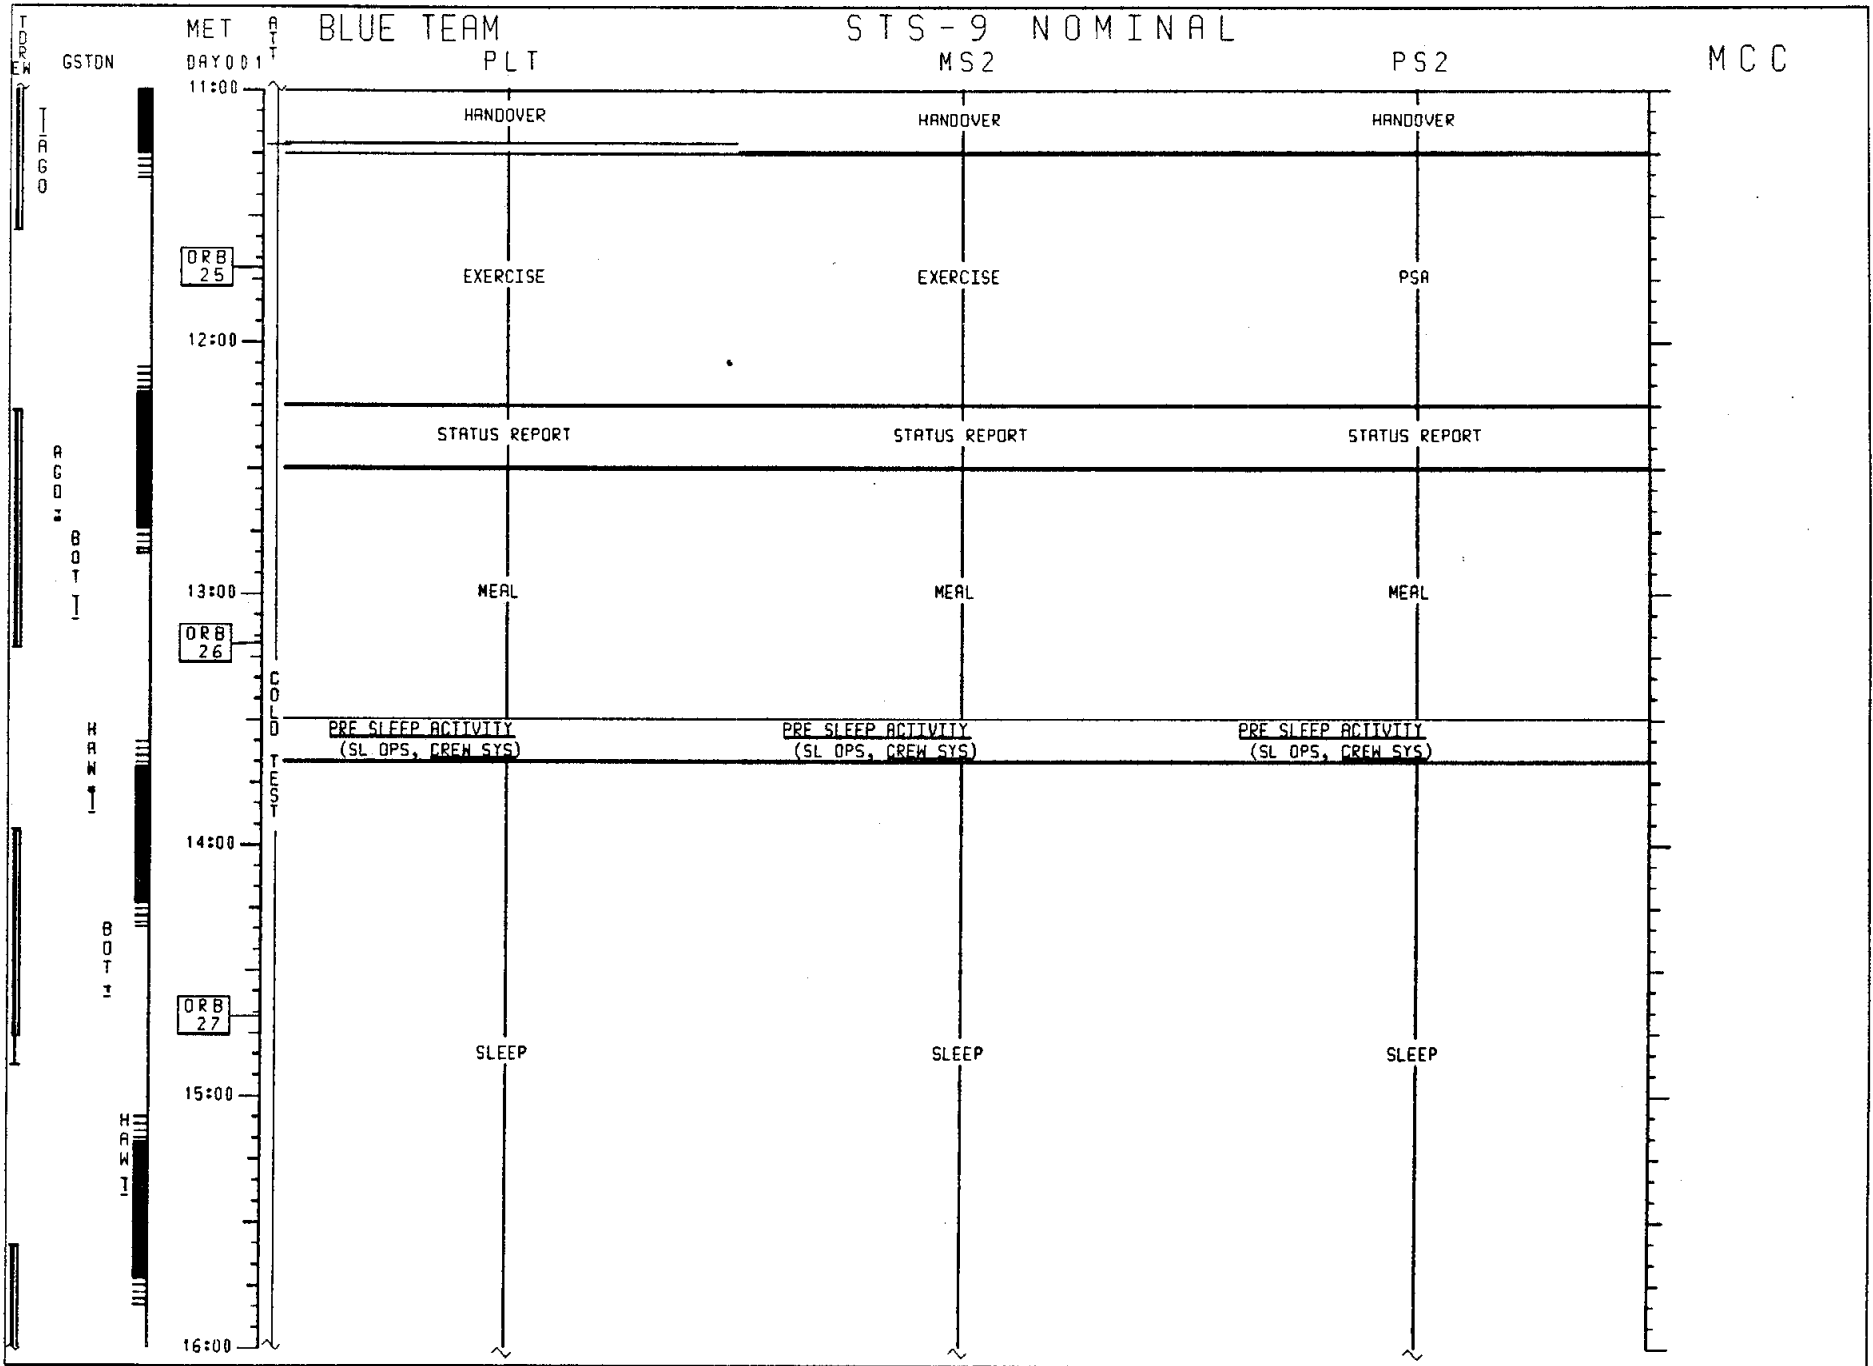 TDRW
E
GSTDN
MET
DAY001
ATT
BLUE TEAM
STS-9 NOMINAL
PLT
MS2
PS2
MCC
11:00
AGO
HANDOVER
HANDOVER
HANDOVER
ORB
25
EXERCISE
EXERCISE
PSA
12:00
STATUS REPORT
STATUS REPORT
STATUS REPORT
AGO
BOT
13:00
MEAL
MEAL
MEAL
ORB
26
COLD TEST
HAW
PRE SLEEP ACTIVITY
(SL OPS, CREW SYS)
PRE SLEEP ACTIVITY
(SL OPS, CREW SYS)
PRE SLEEP ACTIVITY
(SL OPS, CREW SYS)
14:00
BOT
ORB
27
SLEEP
SLEEP
SLEEP
15:00
HAW
16:00